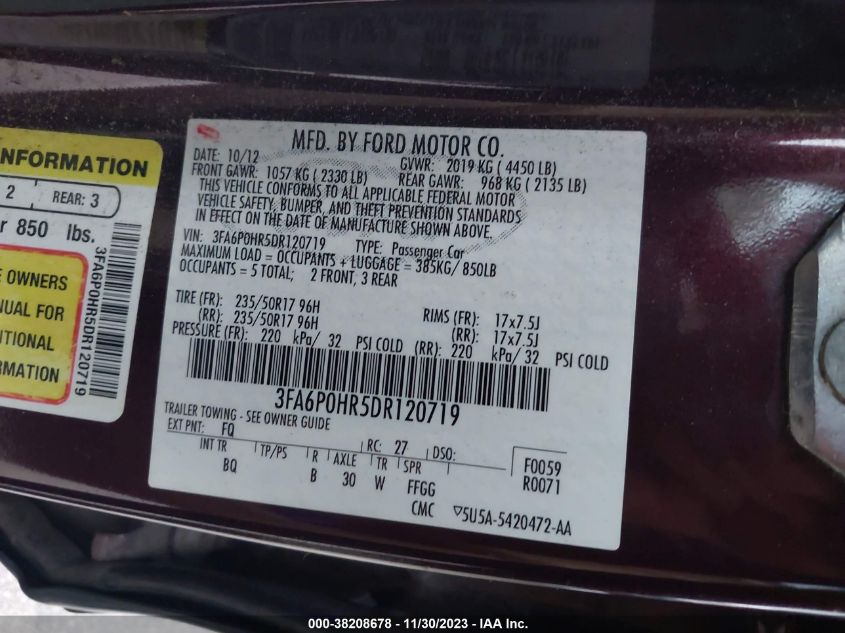 NFORMATION
2 REAR: 3
r 850 lbs.
3FA6P0HR5DR120719
E OWNERS
ANUAL FOR
DITIONAL
ORMATION
MFD. BY FORD MOTOR CO.
DATE: 10/12 GVWR: 2019 KG ( 4450 LB)
FRONT GAWR: 1057 KG ( 2330 LB) REAR GAWR: 968 KG ( 2135 LB)
THIS VEHICLE CONFORMS TO ALL APPLICABLE FEDERAL MOTOR
VEHICLE SAFETY, BUMPER, AND THEFT PREVENTION STANDARDS
IN EFFECT ON THE DATE OF MANUFACTURE SHOWN ABOVE.
VIN: 3FA6P0HR5DR120719 TYPE: Passenger Car
MAXIMUM LOAD = OCCUPANTS + LUGGAGE = 385KG/ 850LB
OCCUPANTS = 5 TOTAL; 2 FRONT, 3 REAR
TIRE (FR): 235/50R17 96H RIMS (FR): 17x7.5J
(RR): 235/50R17 96H (RR): 17x7.5J
PRESSURE (FR): 220 kPa/ 32 PSI COLD (RR): 220 kPa/ 32 PSI COLD
3FA6P0HR5DR120719
TRAILER TOWING - SEE OWNER GUIDE
EXT PNT: FQ RC: 27 DSO: F0059
INT TR TP/PS R AXLE TR SPR R0071
BQ B 30 W FFGG
CMC ▽5U5A-5420472-AA
000-38208678 - 11/30/2023 - IAA Inc.